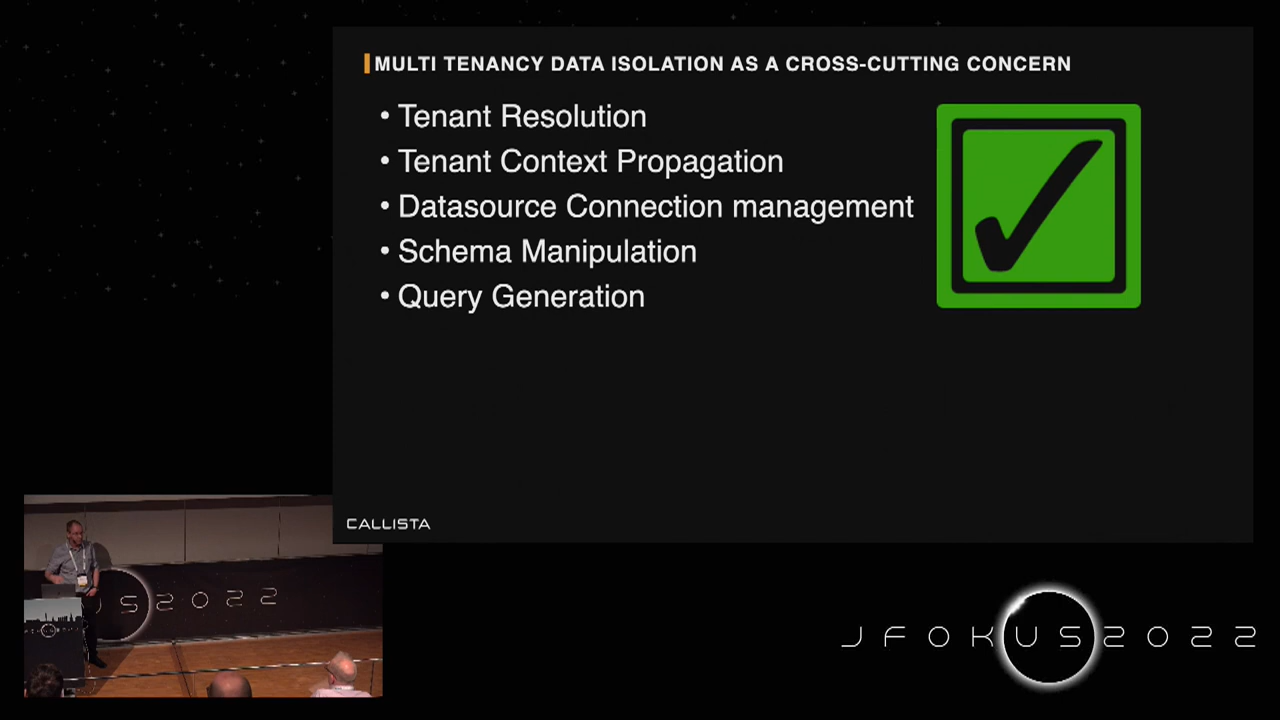 MULTI TENANCY DATA ISOLATION AS A CROSS-CUTTING CONCERN
• Tenant Resolution
• Tenant Context Propagation
• Datasource Connection management
• Schema Manipulation
• Query Generation
CALLISTA
US2022
JFOKUS2022